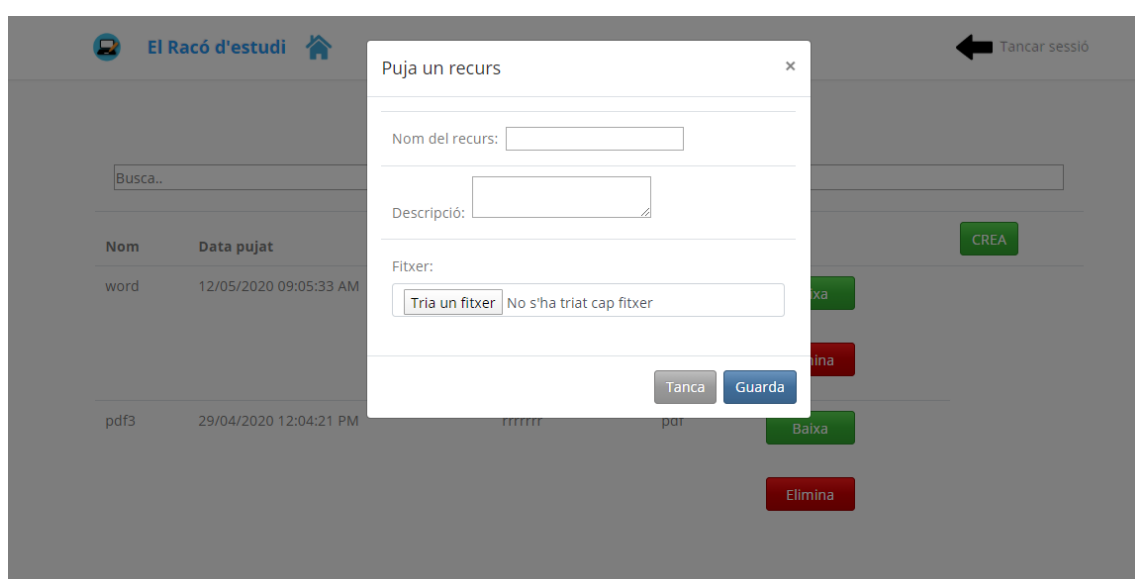 El Racó d'estudi
Tancar sessió
Puja un recurs ×
Nom del recurs:
Busca..
Descripció:
Nom Data pujat CREA
Fitxer:
word 12/05/2020 09:05:33 AM
Tria un fitxer No s'ha triat cap fitxer
Tanca Guarda
pdf3 29/04/2020 12:04:21 PM rrrrrrr pdf Baixa
Elimina